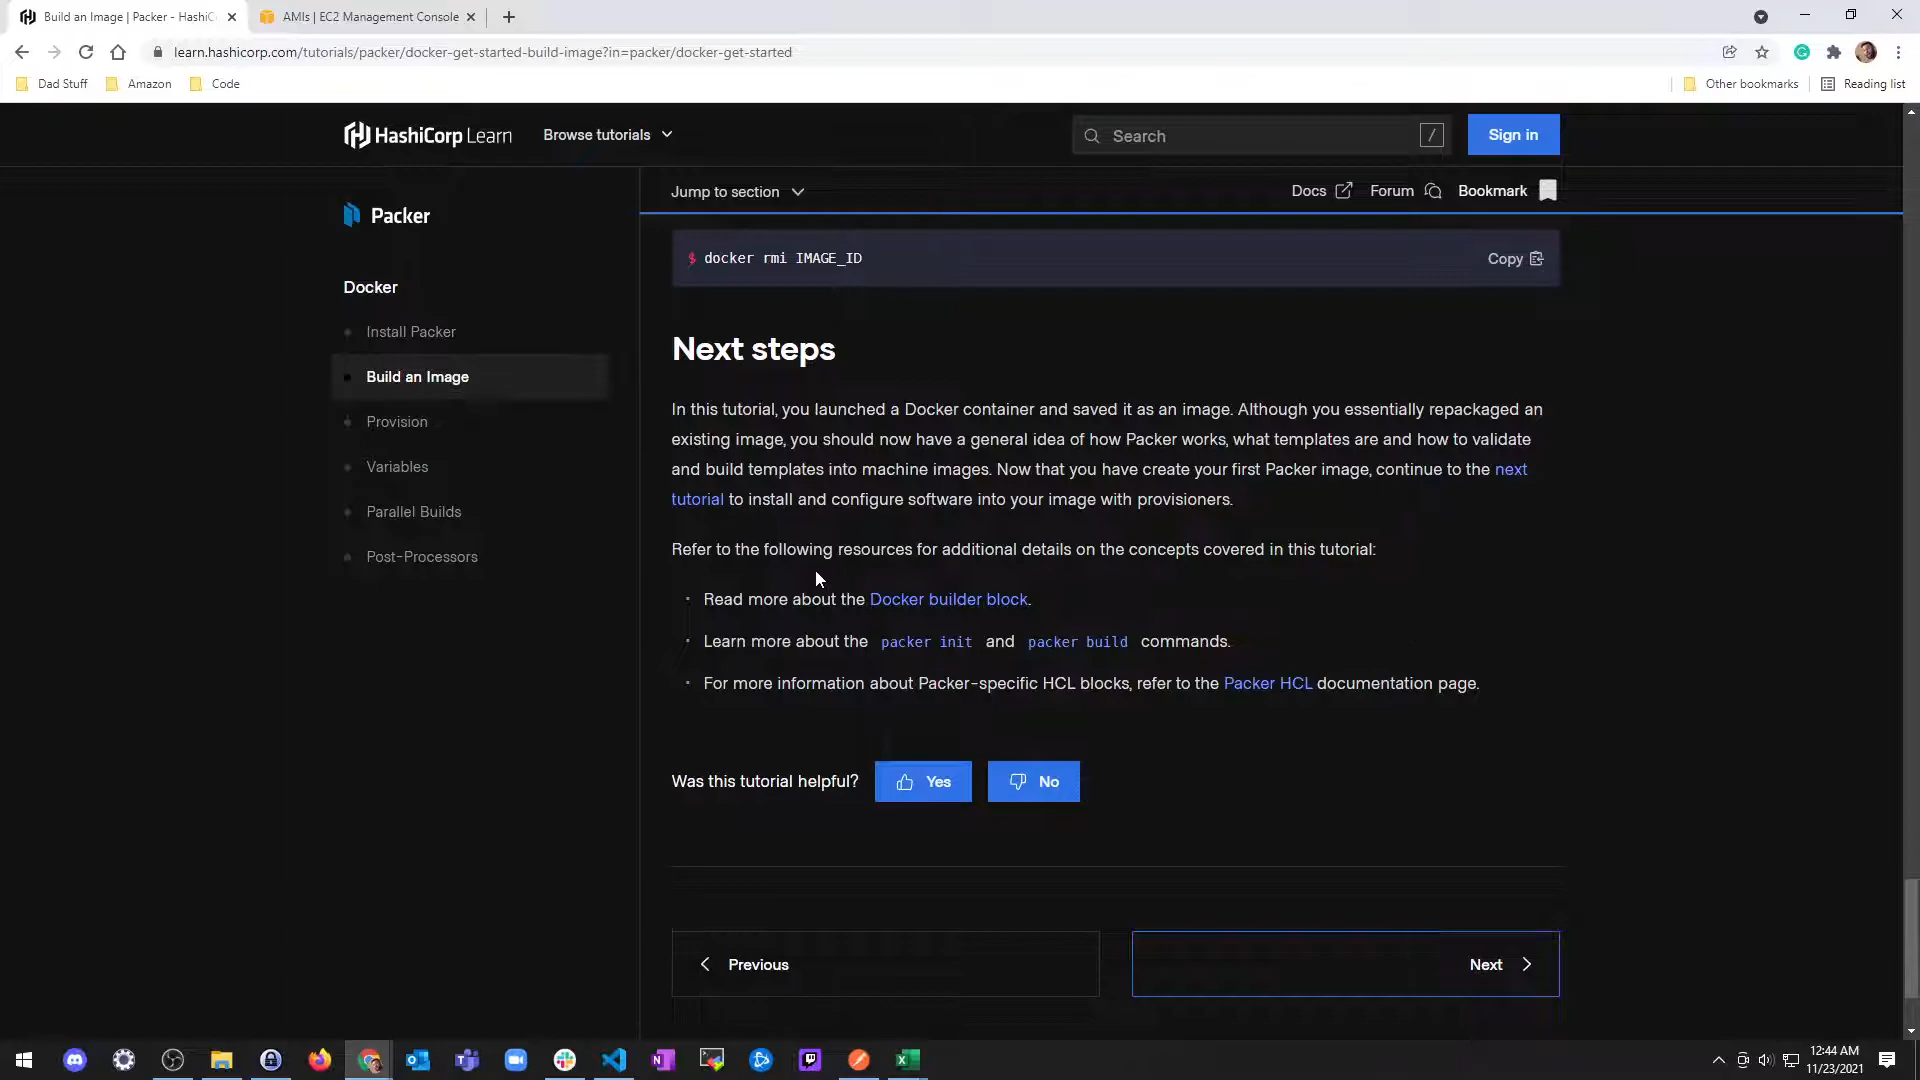 Build an Image | Packer - HashiC
AMIs | EC2 Management Console
learn.hashicorp.com/tutorials/packer/docker-get-started-build-image?in=packer/docker-get-started
Dad Stuff
Amazon
Code
Other bookmarks
Reading list
HashiCorp Learn
Browse tutorials
Search
/
Sign in
Jump to section
Docs
Forum
Bookmark
Packer
Docker
Install Packer
Build an Image
Provision
Variables
Parallel Builds
Post-Processors
$ docker rmi IMAGE_ID
Copy
Next steps
In this tutorial, you launched a Docker container and saved it as an image. Although you essentially repackaged an
existing image, you should now have a general idea of how Packer works, what templates are and how to validate
and build templates into machine images. Now that you have create your first Packer image, continue to the next
tutorial to install and configure software into your image with provisioners.
Refer to the following resources for additional details on the concepts covered in this tutorial:
Read more about the Docker builder block.
Learn more about the packer init and packer build commands.
For more information about Packer-specific HCL blocks, refer to the Packer HCL documentation page.
Was this tutorial helpful?
Yes
No
Previous
Next
12:44 AM
11/23/2021